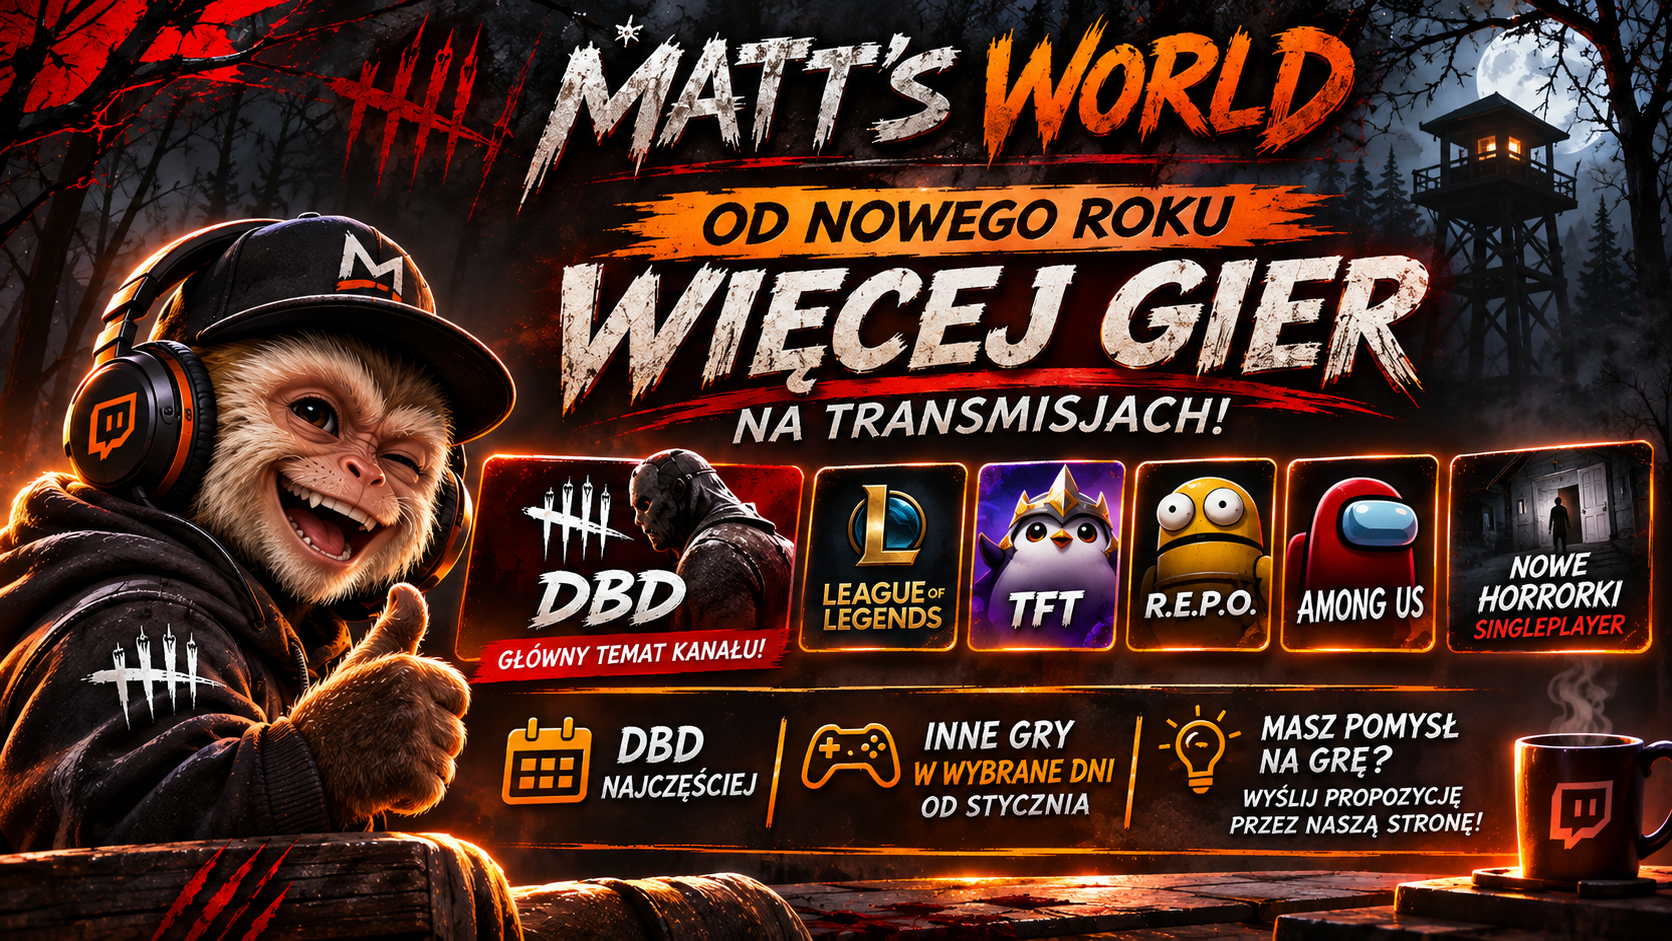 MATT'S WORLD
OD NOWEGO ROKU
WIĘCEJ GIER
NA TRANSMISJACH!
DBD
GŁÓWNY TEMAT KANAŁU!
LEAGUE OF
LEGENDS
TFT
R.E.P.O.
AMONG US
NOWE
HORRORKI
SINGLEPLAYER
DBD
NAJCZĘŚCIEJ
INNE GRY
W WYBRANE DNI
OD STYCZNIA
MASZ POMYSŁ
NA GRĘ?
WYŚLIJ PROPOZYCJĘ
PRZEZ NASZĄ STRONĘ!
M